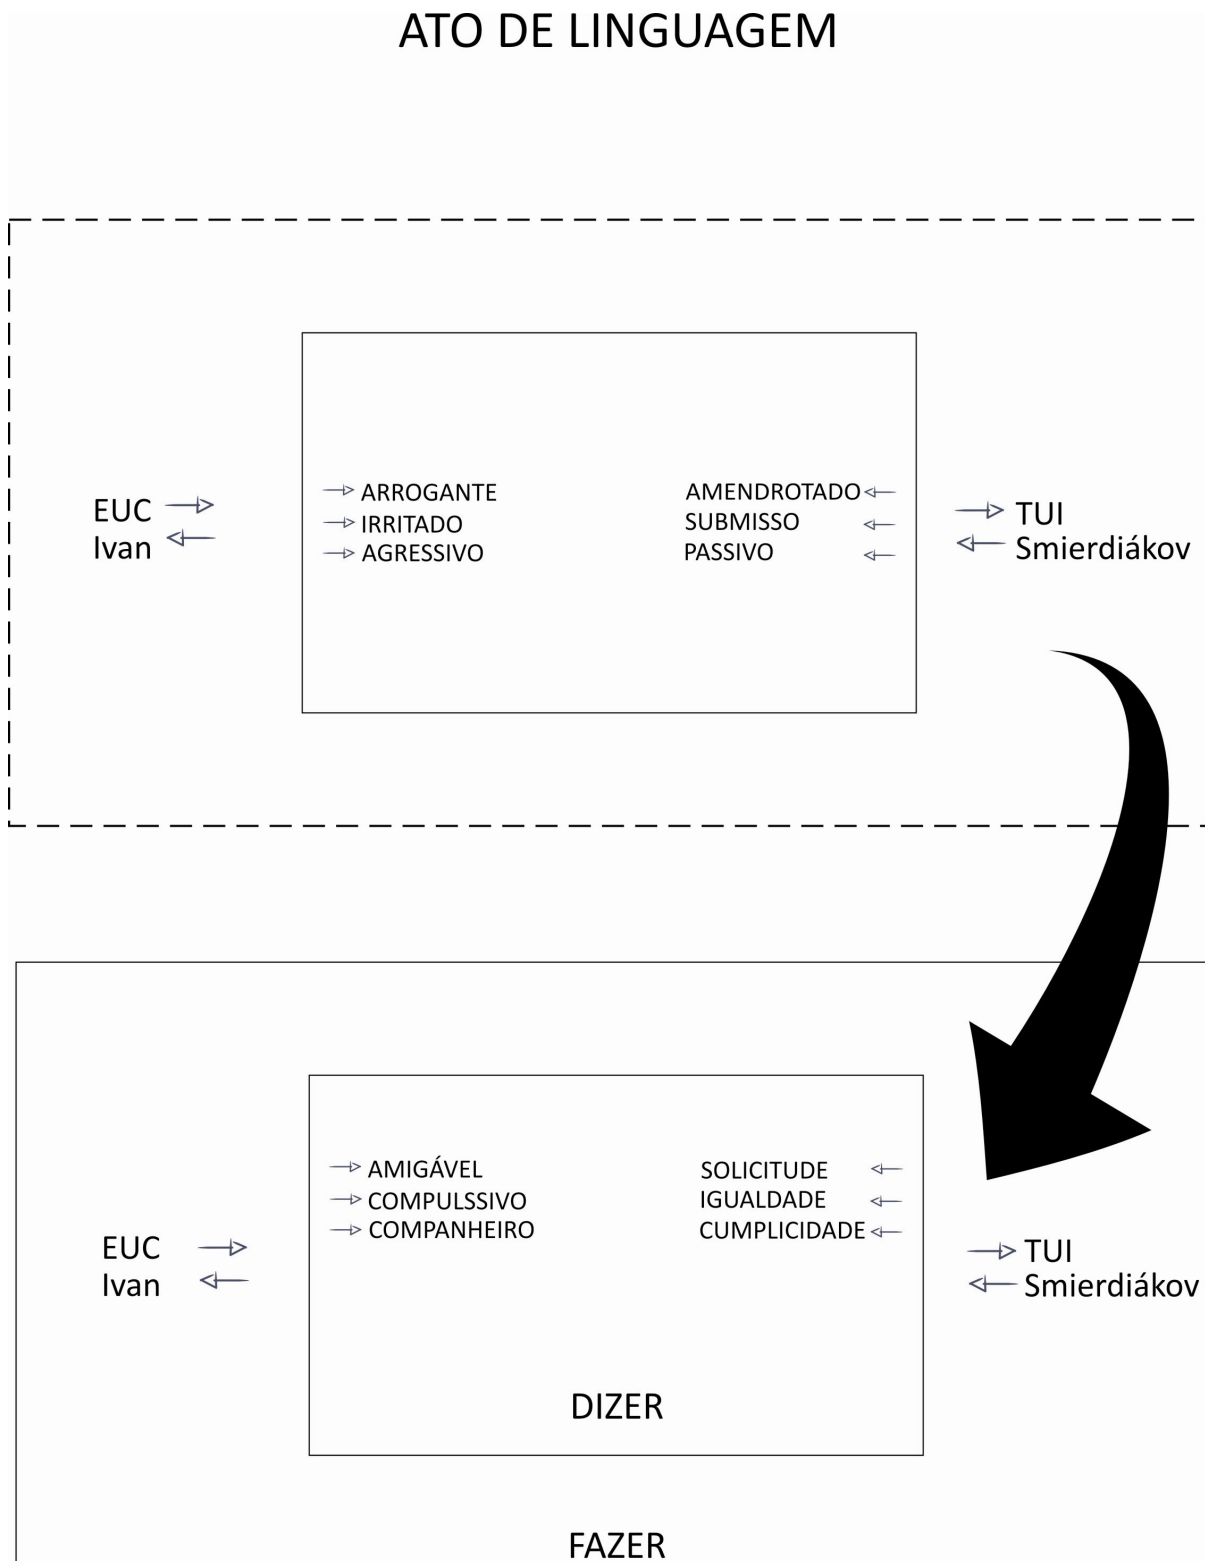 ATO DE LINGUAGEM
EUC
Ivan
ARROGANTE
IRRITADO
AGRESSIVO
AMENDROTADO
SUBMISSO
PASSIVO
TUI
Smierdiákov
EUC
Ivan
AMIGÁVEL
COMPULSSIVO
COMPANHEIRO
SOLICITUDE
IGUALDADE
CUMPLICIDADE
TUI
Smierdiákov
DIZER
FAZER